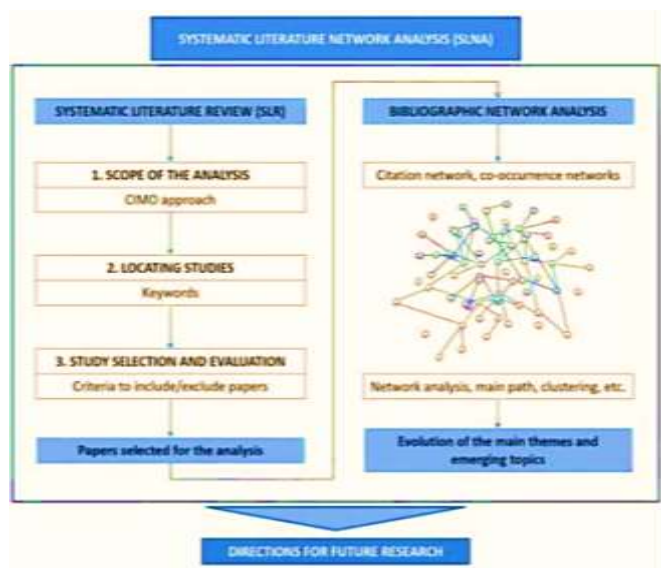 SYSTEMATIC LITERATURE NETWORK ANALYSIS (SLNA)
SYSTEMATIC LITERATURE REVIEW (SLR)
1. SCOPE OF THE ANALYSIS
CIMO approach
2. LOCATING STUDIES
Keywords
3. STUDY SELECTION AND EVALUATION
Criteria to include/exclude papers
Papers selected for the analysis
BIBLIOGRAPHIC NETWORK ANALYSIS
Citation network, co-occurrence networks
Network analysis, main path, clustering, etc.
Evolution of the main themes and
emerging topics
DIRECTIONS FOR FUTURE RESEARCH